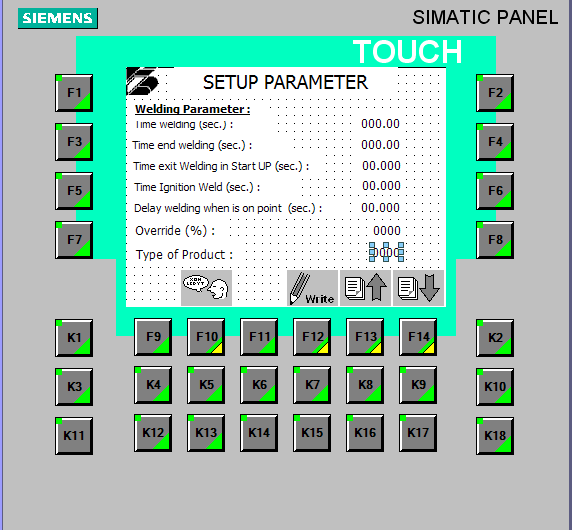 SIEMENS SIMATIC PANEL
TOUCH
F1 SETUP PARAMETER F2
Welding Parameter :
Time welding (sec.) : 000.00
F3 Time end welding (sec.) : 000.00 F4
Time exit Welding in Start UP (sec.) : 00.000
F5 Time Ignition Weld (sec.) : 00.000 F6
Delay welding when is on point (sec.) : 00.000
F7 Override (%) : 0000 F8
Type of Product : 0000
Write
K1 F9 F10 F11 F12 F13 F14 K2
K3 K4 K5 K6 K7 K8 K9 K10
K11 K12 K13 K14 K15 K16 K17 K18